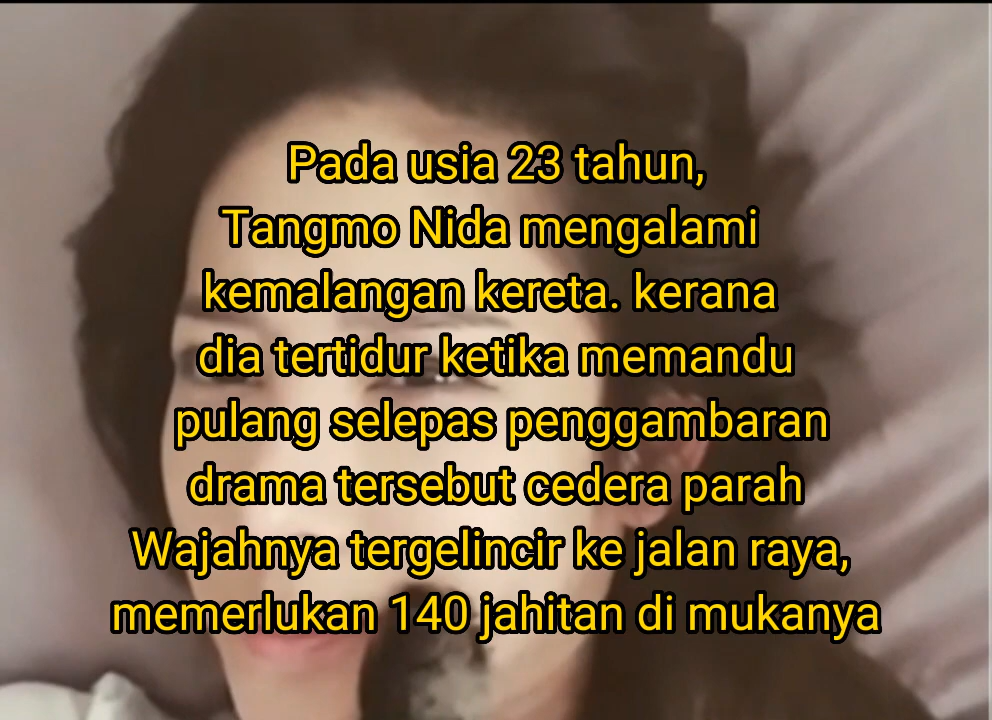 Pada usia 23 tahun,
Tangmo Nida mengalami
kemalangan kereta. kerana
dia tertidur ketika memandu
pulang selepas penggambaran
drama tersebut cedera parah
Wajahnya tergelincir ke jalan raya,
memerlukan 140 jahitan di mukanya